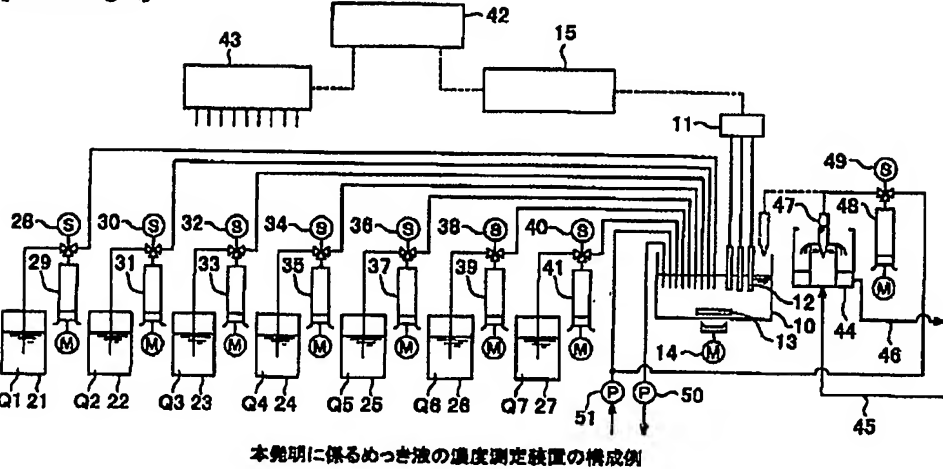 42
15
43
11
49
28
30
32
34
36
38
40
47
48
29
31
33
35
37
39
41
S
S
S
S
S
S
S
S
M
M
M
M
M
M
M
M
M
12
10
13
14
44
46
45
Q1 21
Q2 22
Q3 23
Q4 24
Q5 25
Q6 26
Q7 27
P
P
51
50
本発明に係るめっき液の濃度測定装置の構成例